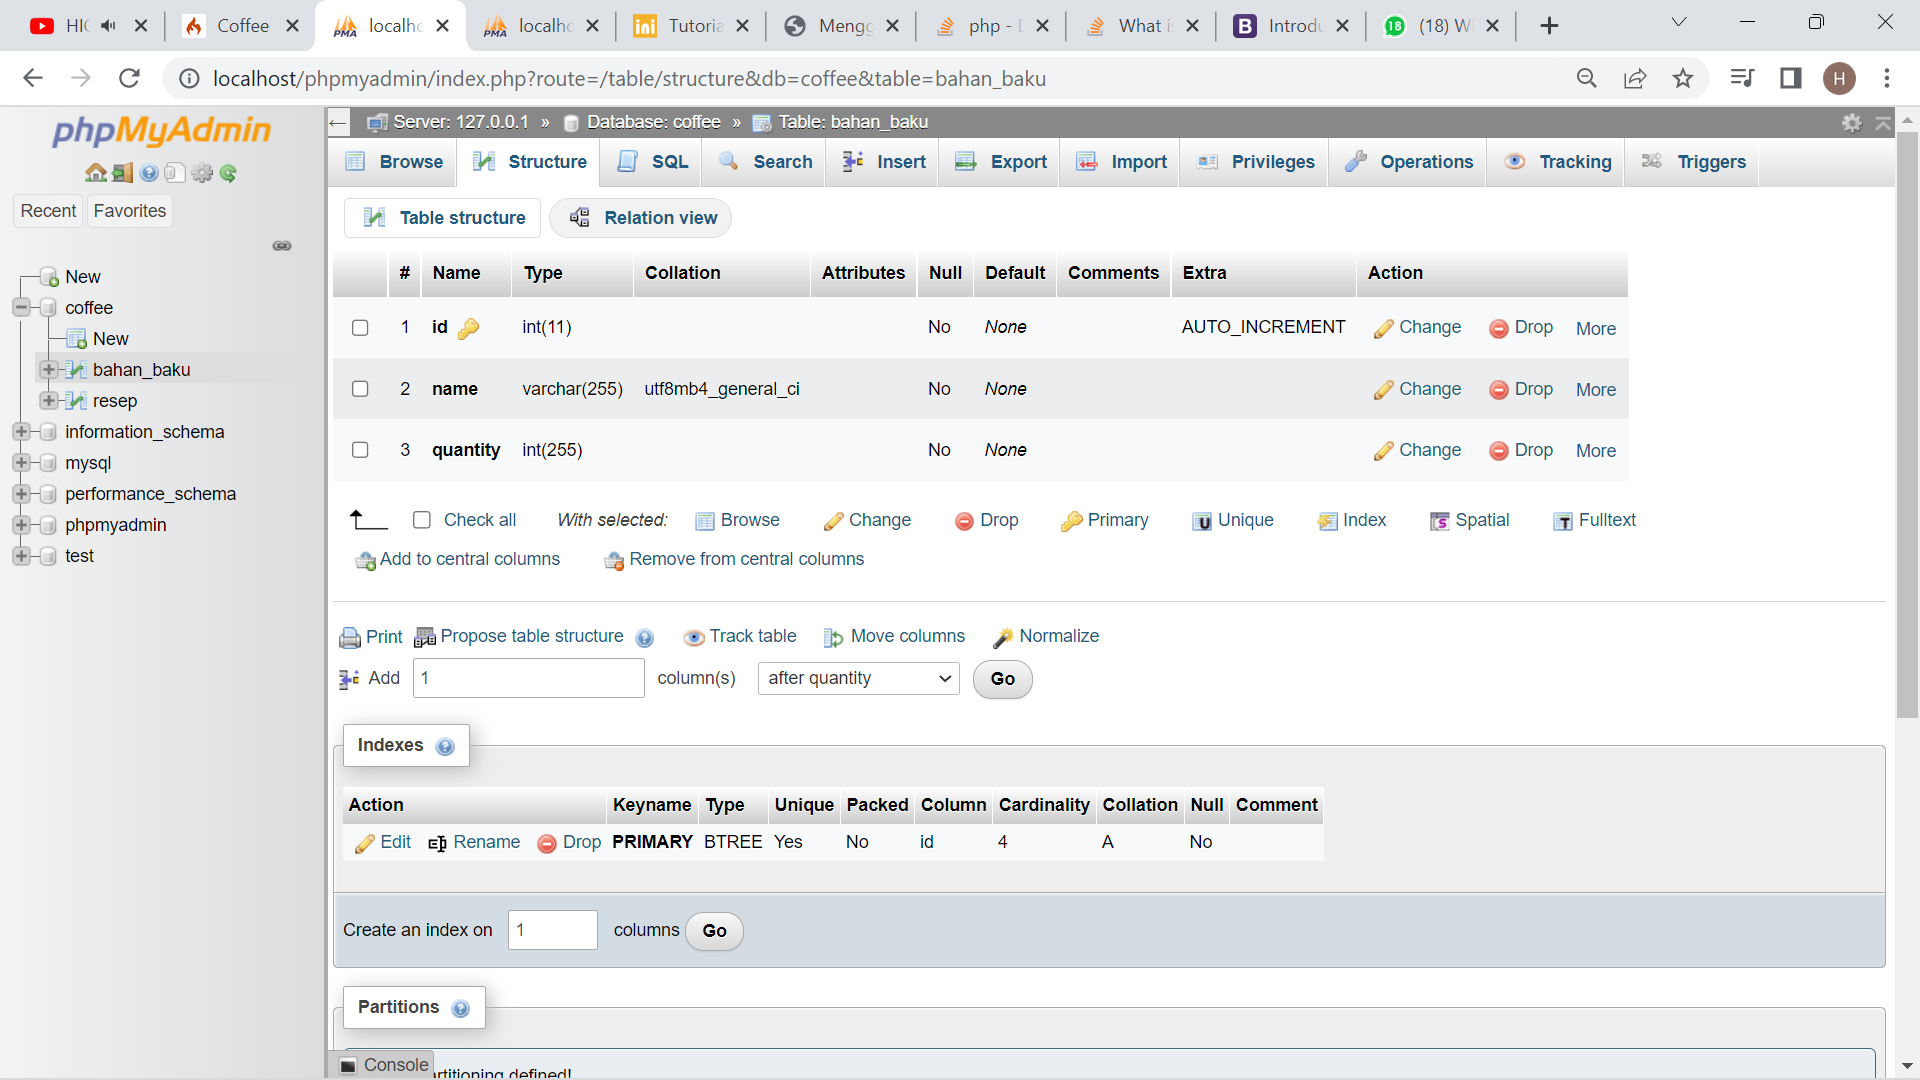 HI
Coffee
localho
localho
Tutoria
Mengg
php - D
What i
Introdu
18
(18) W
localhost/phpmyadmin/index.php?route=/table/structure&db=coffee&table=bahan_baku
H
phpMyAdmin
Recent
Favorites
New
coffee
New
bahan_baku
resep
information_schema
mysql
performance_schema
phpmyadmin
test
Server: 127.0.0.1 » Database: coffee » Table: bahan_baku
Browse Structure SQL Search Insert Export Import Privileges Operations Tracking Triggers
Table structure Relation view
# Name Type Collation Attributes Null Default Comments Extra Action
1 id int(11) No None AUTO_INCREMENT Change Drop More
2 name varchar(255) utf8mb4_general_ci No None Change Drop More
3 quantity int(255) No None Change Drop More
Check all With selected: Browse Change Drop Primary Unique Index Spatial Fulltext
Add to central columns Remove from central columns
Print Propose table structure Track table Move columns Normalize
Add 1 column(s) after quantity Go
Indexes
Action Keyname Type Unique Packed Column Cardinality Collation Null Comment
Edit Rename Drop PRIMARY BTREE Yes No id 4 A No
Create an index on 1 columns Go
Partitions
Console
artitioning defined!